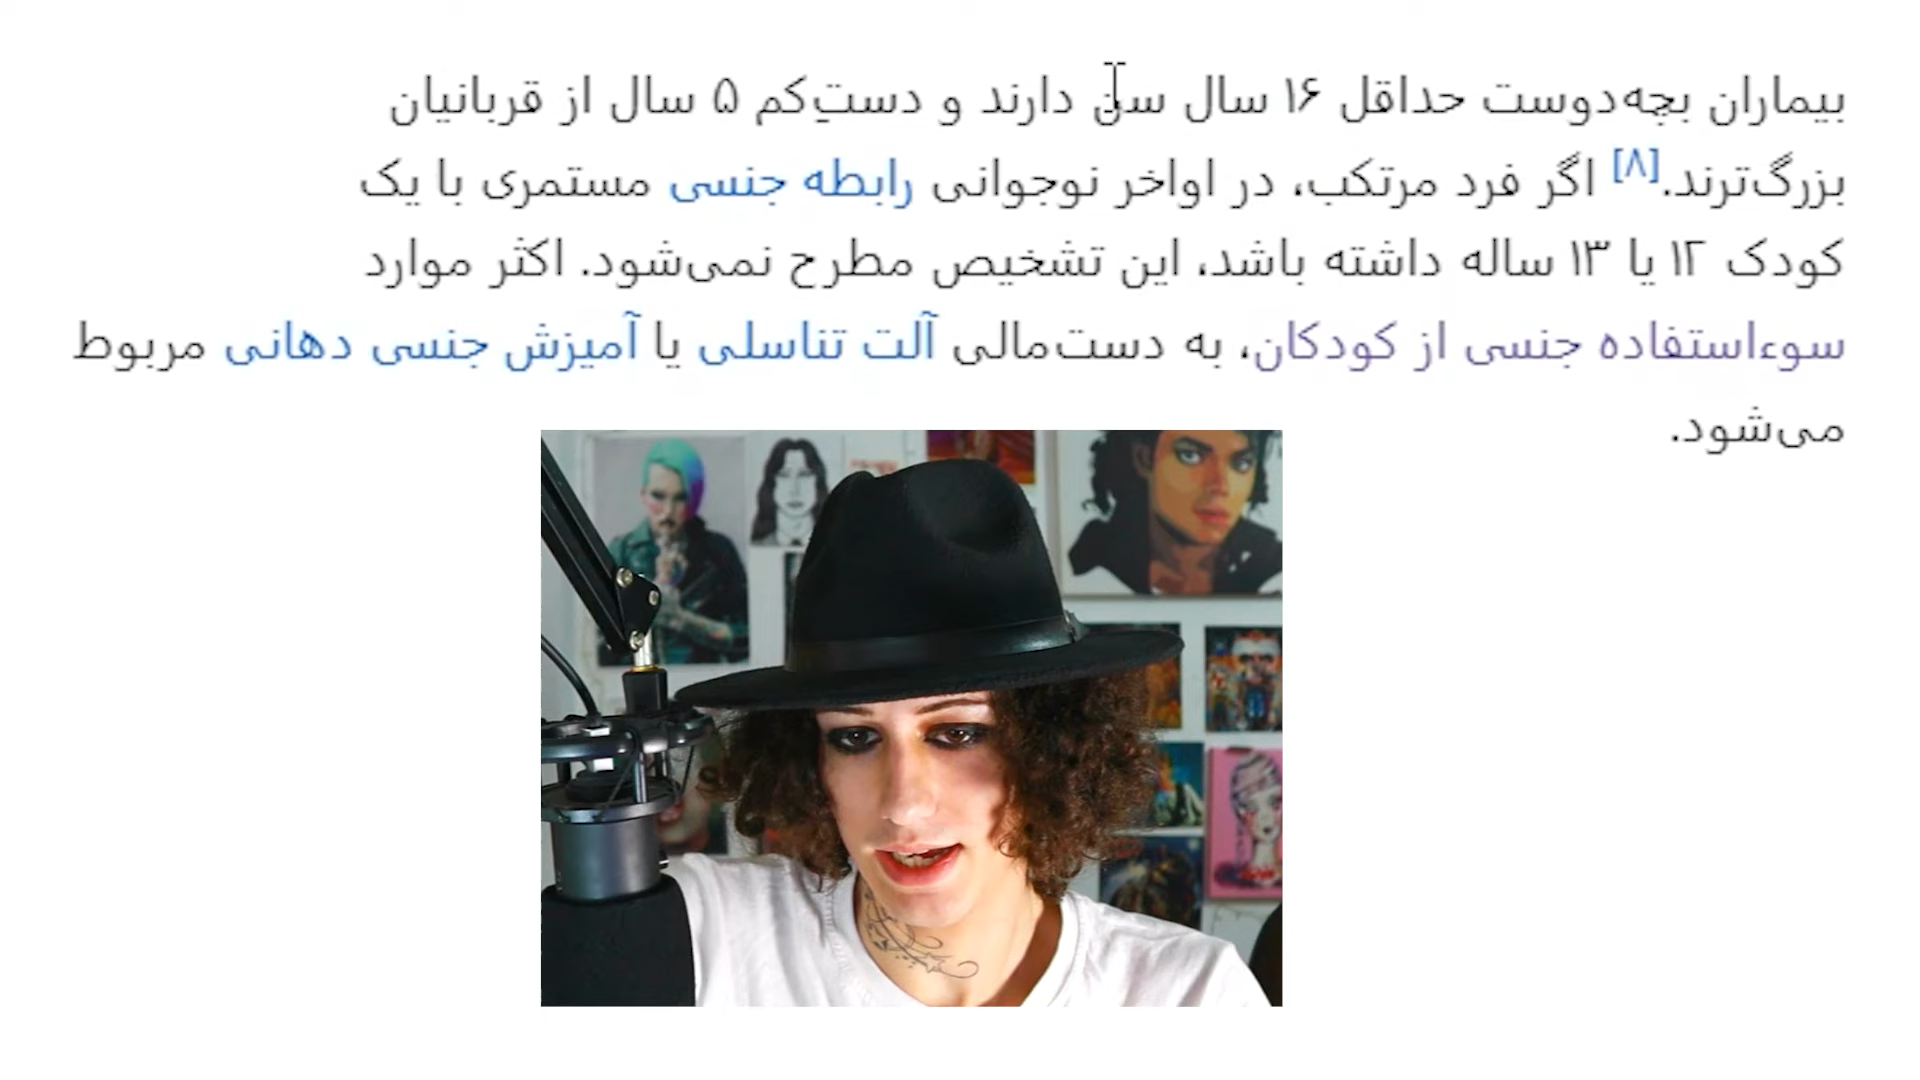 بیماران بچه‌دوست حداقل ۱۶ سال سن دارند و دستِ‌کم ۵ سال از قربانیان
بزرگ‌ترند.[۸] اگر فرد مرتکب، در اواخر نوجوانی رابطه جنسی مستمری با یک
کودک ۱۲ یا ۱۳ ساله داشته باشد، این تشخیص مطرح نمی‌شود. اکثر موارد
سوءاستفاده جنسی از کودکان، به دست‌مالی آلت تناسلی یا آمیزش جنسی دهانی مربوط
می‌شود.